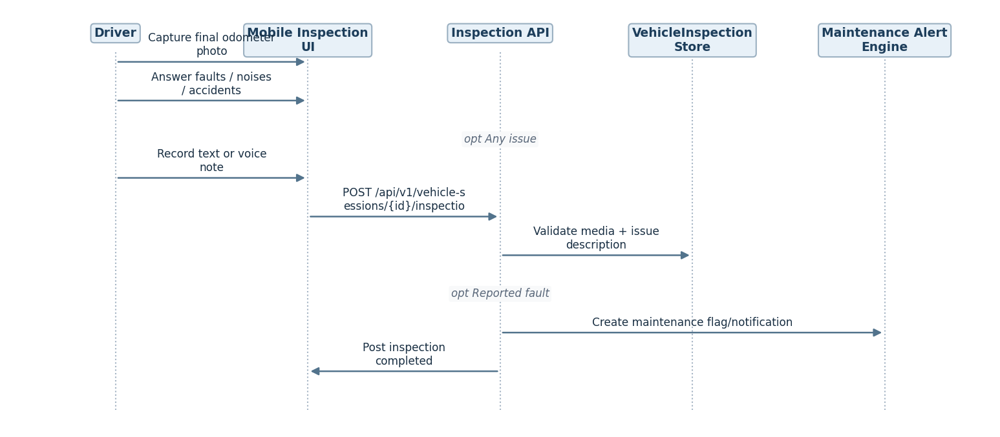 Driver
Mobile Inspection
UI
Inspection API
VehicleInspection
Store
Maintenance Alert
Engine
Capture final odometer
photo
Answer faults / noises
/ accidents
opt Any issue
Record text or voice
note
POST /api/v1/vehicle-s
essions/{id}/inspectio
Validate media + issue
description
opt Reported fault
Create maintenance flag/notification
Post inspection
completed